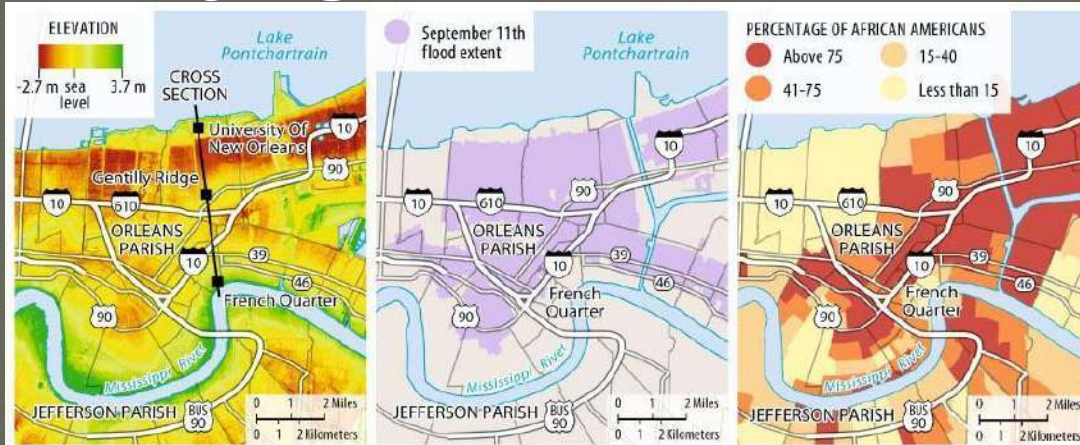 ELEVATION
-2.7 m sea level 3.7 m
CROSS
SECTION
Lake
Pontchartrain
University Of
New Orleans
10
90
Gentilly Ridge
10
610
ORLEANS
PARISH
10
39
46
French Quarter
90
Mississippi River
JEFFERSON PARISH
BUS
90
0 1 2 Miles
0 1 2 Kilometers
September 11th
flood extent
Lake
Pontchartrain
10
90
10
610
ORLEANS
PARISH
10
39
46
French
Quarter
90
Mississippi River
JEFFERSON PARISH
BUS
90
0 1 2 Miles
0 1 2 Kilometers
PERCENTAGE OF AFRICAN AMERICANS
Above 75
15-40
41-75
Less than 15
10
90
10
610
ORLEANS
PARISH
10
39
46
French
Quarter
90
Mississippi River
JEFFERSON PARISH
BUS
90
0 1 2 Miles
0 1 2 Kilometers